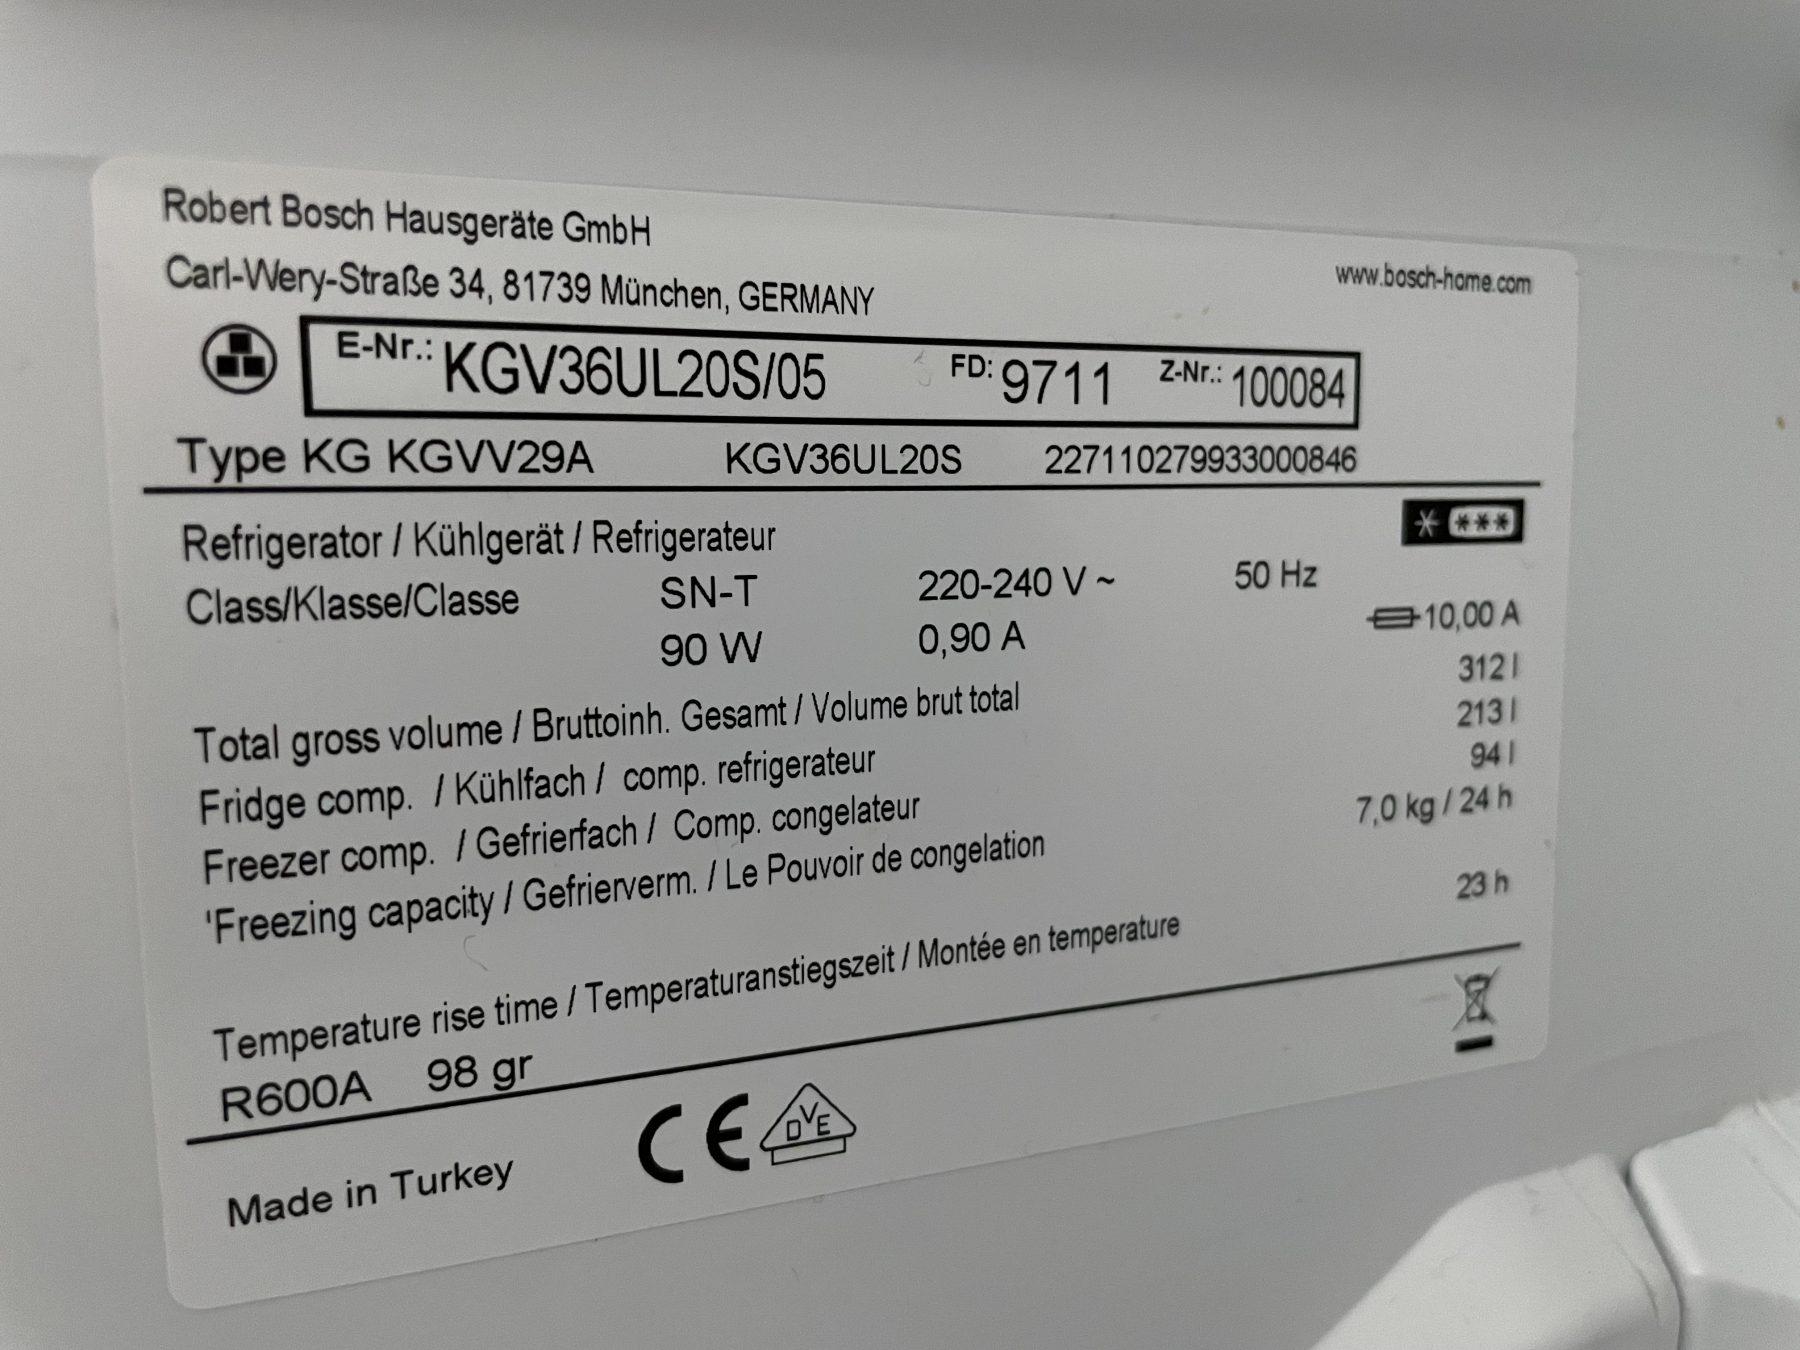 Robert Bosch Hausgeräte GmbH
Carl-Wery-Straße 34, 81739 München, GERMANY
www.bosch-home.com
E-Nr.: KGV36UL20S/05 FD: 9711 Z-Nr.: 100084
Type KG KGVV29A KGV36UL20S 227110279933000846
Refrigerator / Kühlgerät / Refrigerateur
Class/Klasse/Classe SN-T 220-240 V ~ 50 Hz
90 W 0,90 A 10,00 A
Total gross volume / Bruttoinh. Gesamt / Volume brut total 312 l
Fridge comp. / Kühlfach / comp. refrigerateur 213 l
Freezer comp. / Gefrierfach / Comp. congelateur 94 l
'Freezing capacity / Gefrierverm. / Le Pouvoir de congelation 7,0 kg / 24 h
Temperature rise time / Temperaturanstiegszeit / Montée en temperature 23 h
R600A 98 gr
Made in Turkey
CE DVE